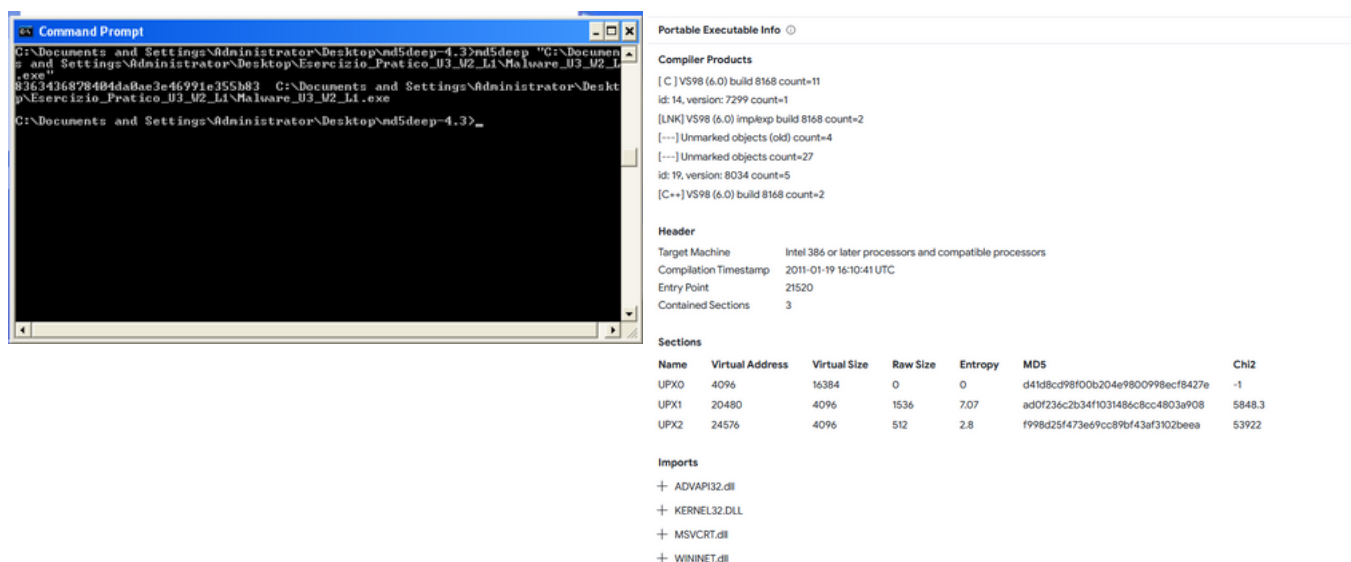 Command Prompt
C:\Documents and Settings\Administrator\Desktop\md5deep-4.3>md5deep "C:\Documen
s and Settings\Administrator\Desktop\Esercizio_Pratico_U3_W2_L1\Malware_U3_W2_L
.exe"
8363436878404da0ae3e46991e355b83  C:\Documents and Settings\Administrator\Deskt
p\Esercizio_Pratico_U3_W2_L1\Malware_U3_W2_L1.exe
C:\Documents and Settings\Administrator\Desktop\md5deep-4.3>_
Portable Executable Info
Compiler Products
[ C ] VS98 (6.0) build 8168 count=11
id: 14, version: 7299 count=1
[LNK] VS98 (6.0) imp/exp build 8168 count=2
[---] Unmarked objects (old) count=4
[---] Unmarked objects count=27
id: 19, version: 8034 count=5
[C++] VS98 (6.0) build 8168 count=2
Header
Target Machine Intel 386 or later processors and compatible processors
Compilation Timestamp 2011-01-19 16:10:41 UTC
Entry Point 21520
Contained Sections 3
Sections
Name Virtual Address Virtual Size Raw Size Entropy MD5 Chi2
UPX0 4096 16384 0 0 d41d8cd98f00b204e9800998ecf8427e -1
UPX1 20480 4096 1536 7.07 ad0f236c2b34f1031486c8cc4803a908 5848.3
UPX2 24576 4096 512 2.8 f998d25f473e69cc89bf43af3102beea 53922
Imports
+ ADVAPI32.dll
+ KERNEL32.DLL
+ MSVCRT.dll
+ WININET.dll